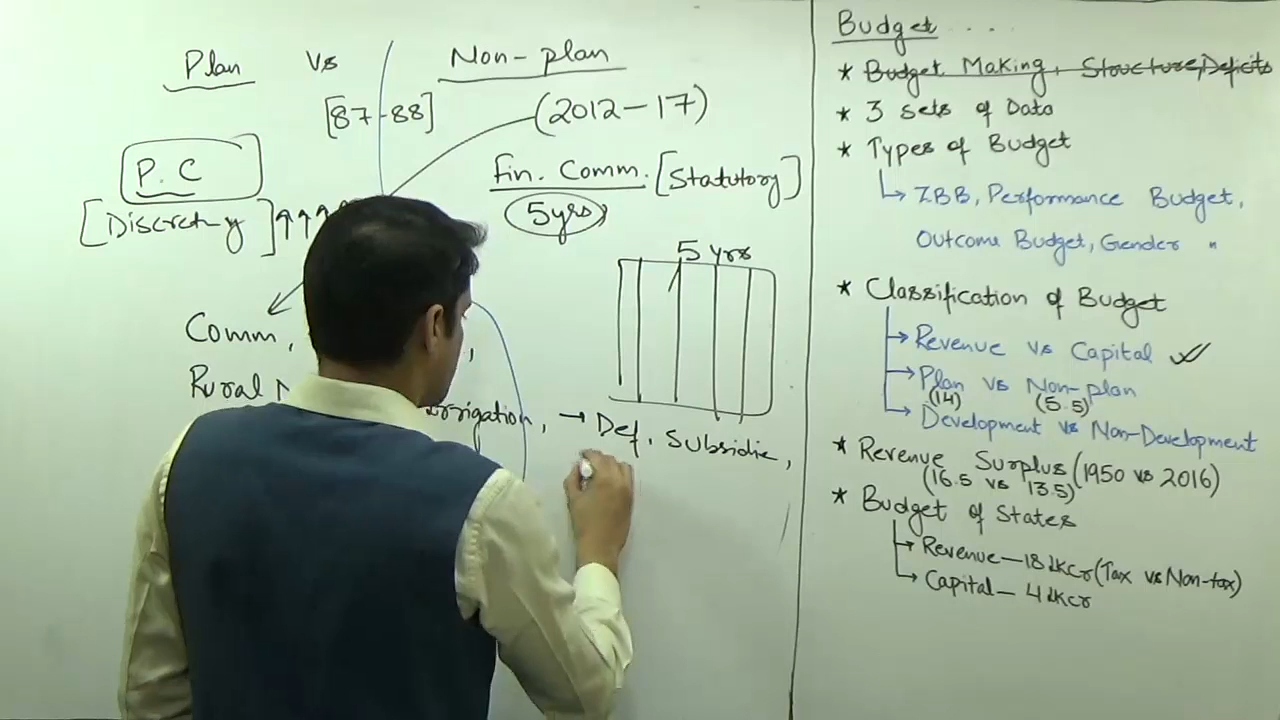 Plan Vs Non-plan
[87-88]
(2012-17)
P.C
Fin. Comm. [Statutory]
[Discret-y]↑↑↑
5yrs
5 yrs
Comm,
Rural
Irrigation, → Def, Subsidie,
Budget ....
* Budget Making, Structure, Deficits
* 3 Sets of Data
* Types of Budget
↳ ZBB, Performance Budget,
Outcome Budget, Gender "
* Classification of Budget
→ Revenue vs Capital ✓
→ Plan vs Non-plan
(14) (5.5)
→ Development vs Non-Development
* Revenue Surplus (1950 vs 2016)
(16.5 vs 13.5)
* Budget of States
→ Revenue—18 LKcr (Tax vs Non-tax)
→ Capital—4 LKcr